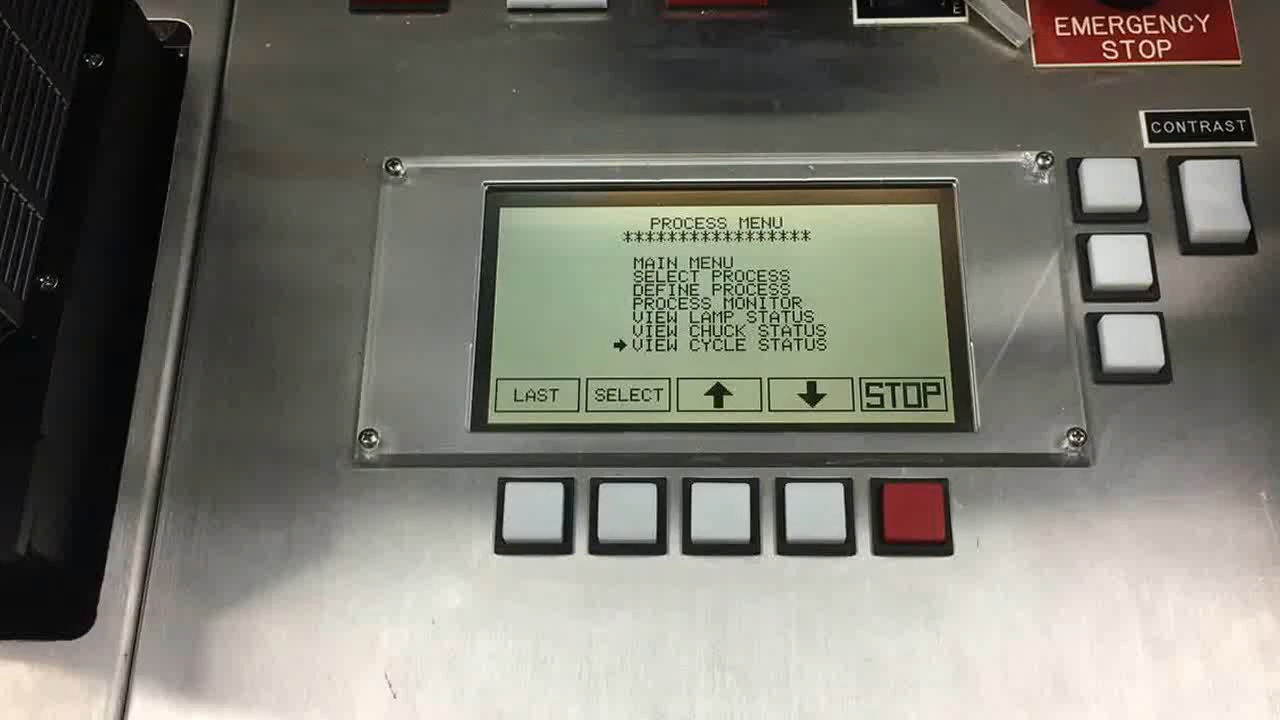 EMERGENCY
STOP
CONTRAST
PROCESS MENU
*****************
MAIN MENU
SELECT PROCESS
DEFINE PROCESS
PROCESS MONITOR
VIEW LAMP STATUS
VIEW CHUCK STATUS
VIEW CYCLE STATUS
LAST SELECT STOP